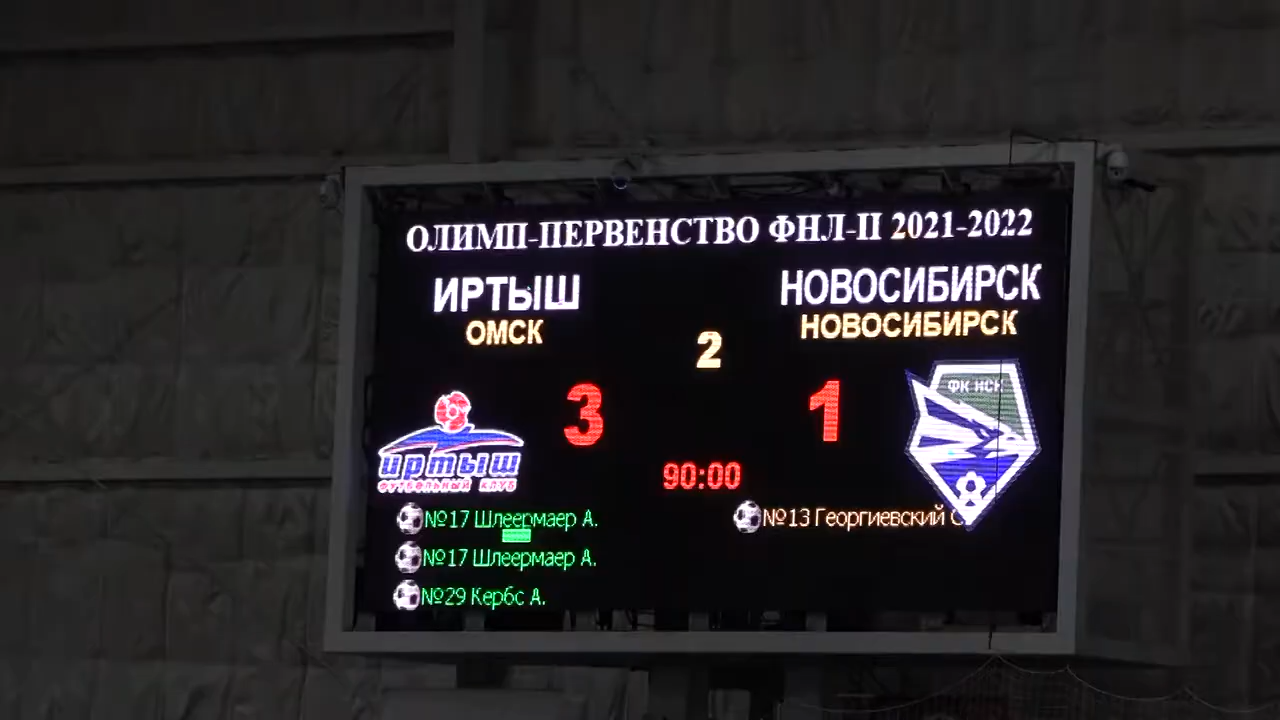 ОЛИМП-ПЕРВЕНСТВО ФНЛ-II 2021-2022
ИРТЫШ
НОВОСИБИРСК
ОМСК
НОВОСИБИРСК
2
3
1
ФК НСК
иртыш
ФУТБОЛЬНЫЙ КЛУБ
90:00
№17 Шлеермаер А.
№13 Георгиевский
№17 Шлеермаер А.
№29 Кербс А.